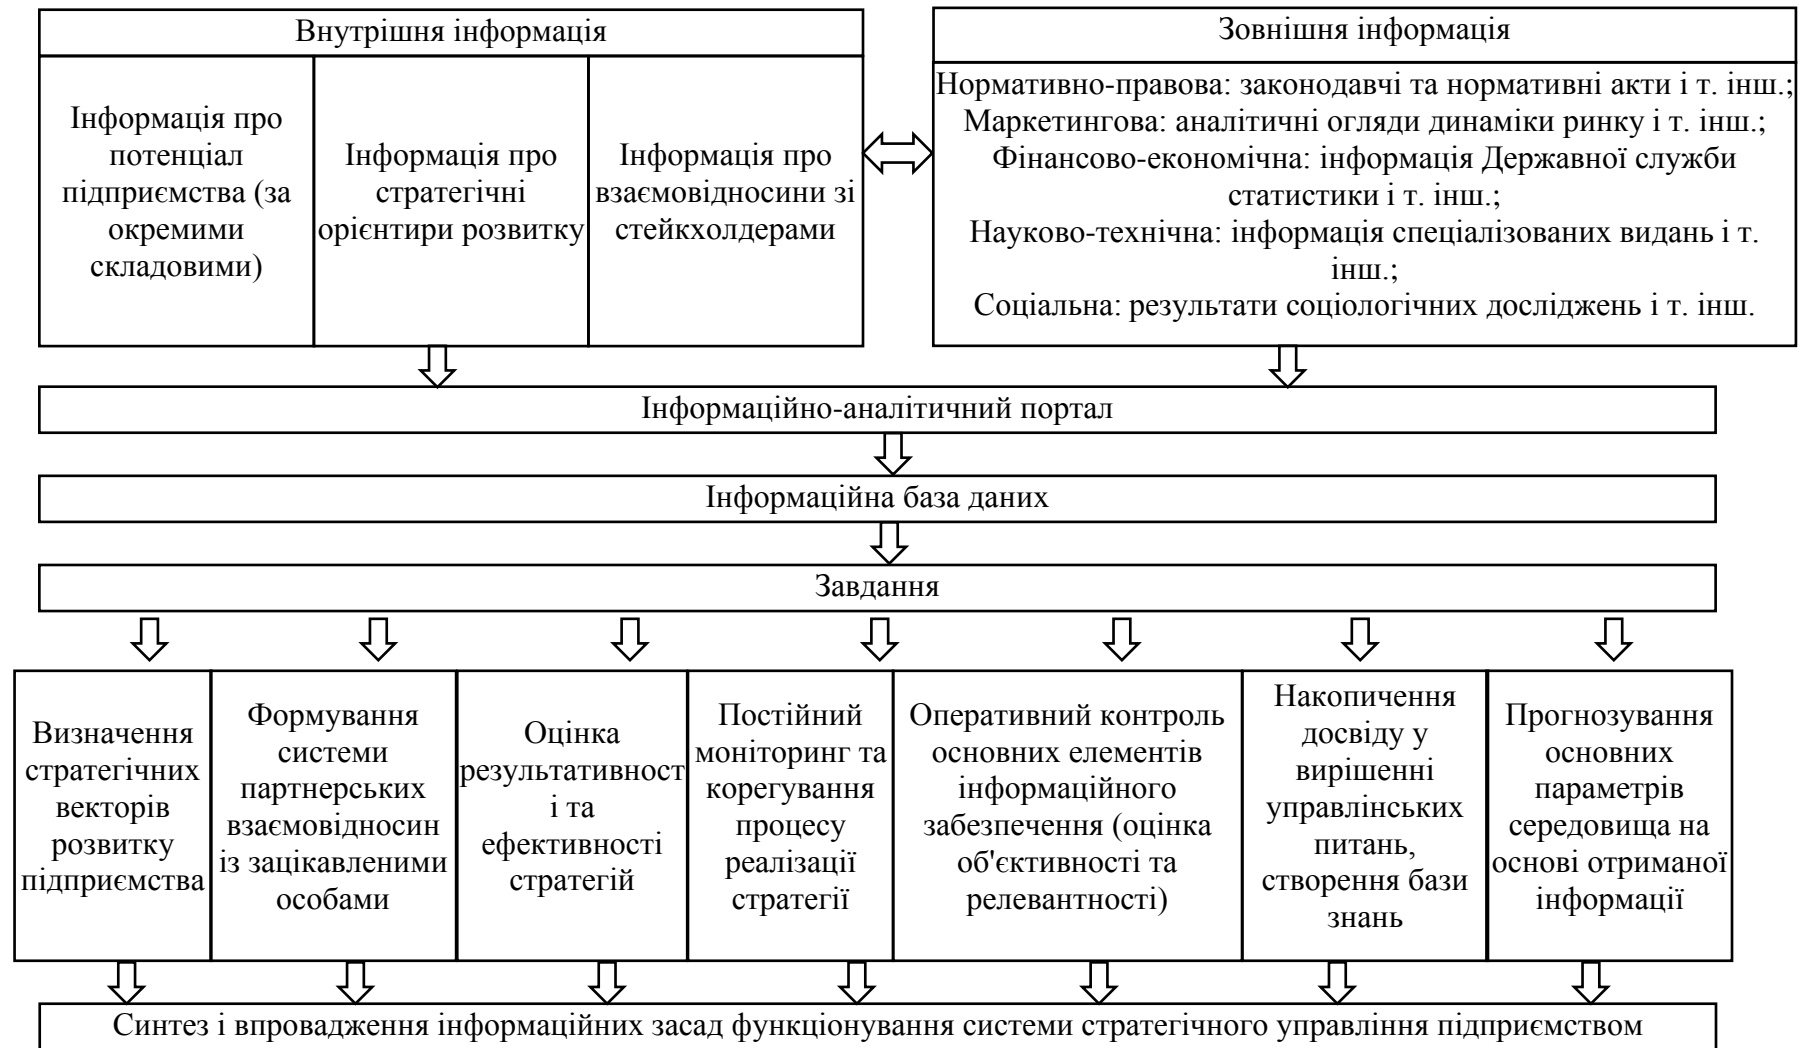 Внутрішня інформація
Інформація про
потенціал
підприємства (за
окремими
складовими)
Інформація про
стратегічні
орієнтири розвитку
Інформація про
взаємовідносини зі
стейкхолдерами
Зовнішня інформація
Нормативно-правова: законодавчі та нормативні акти і т. інш.;
Маркетингова: аналітичні огляди динаміки ринку і т. інш.;
Фінансово-економічна: інформація Державної служби
статистики і т. інш.;
Науково-технічна: інформація спеціалізованих видань і т.
інш.;
Соціальна: результати соціологічних досліджень і т. інш.
Інформаційно-аналітичний портал
Інформаційна база даних
Завдання
Визначення
стратегічних
векторів
розвитку
підприємства
Формування
системи
партнерських
взаємовідносин
із зацікавленими
особами
Оцінка
результативност
і та
ефективності
стратегій
Постійний
моніторинг та
корегування
процесу
реалізації
стратегії
Оперативний контроль
основних елементів
інформаційного
забезпечення (оцінка
об'єктивності та
релевантності)
Накопичення
досвіду у
вирішенні
управлінських
питань,
створення бази
знань
Прогнозування
основних
параметрів
середовища на
основі отриманої
інформації
Синтез і впровадження інформаційних засад функціонування системи стратегічного управління підприємством